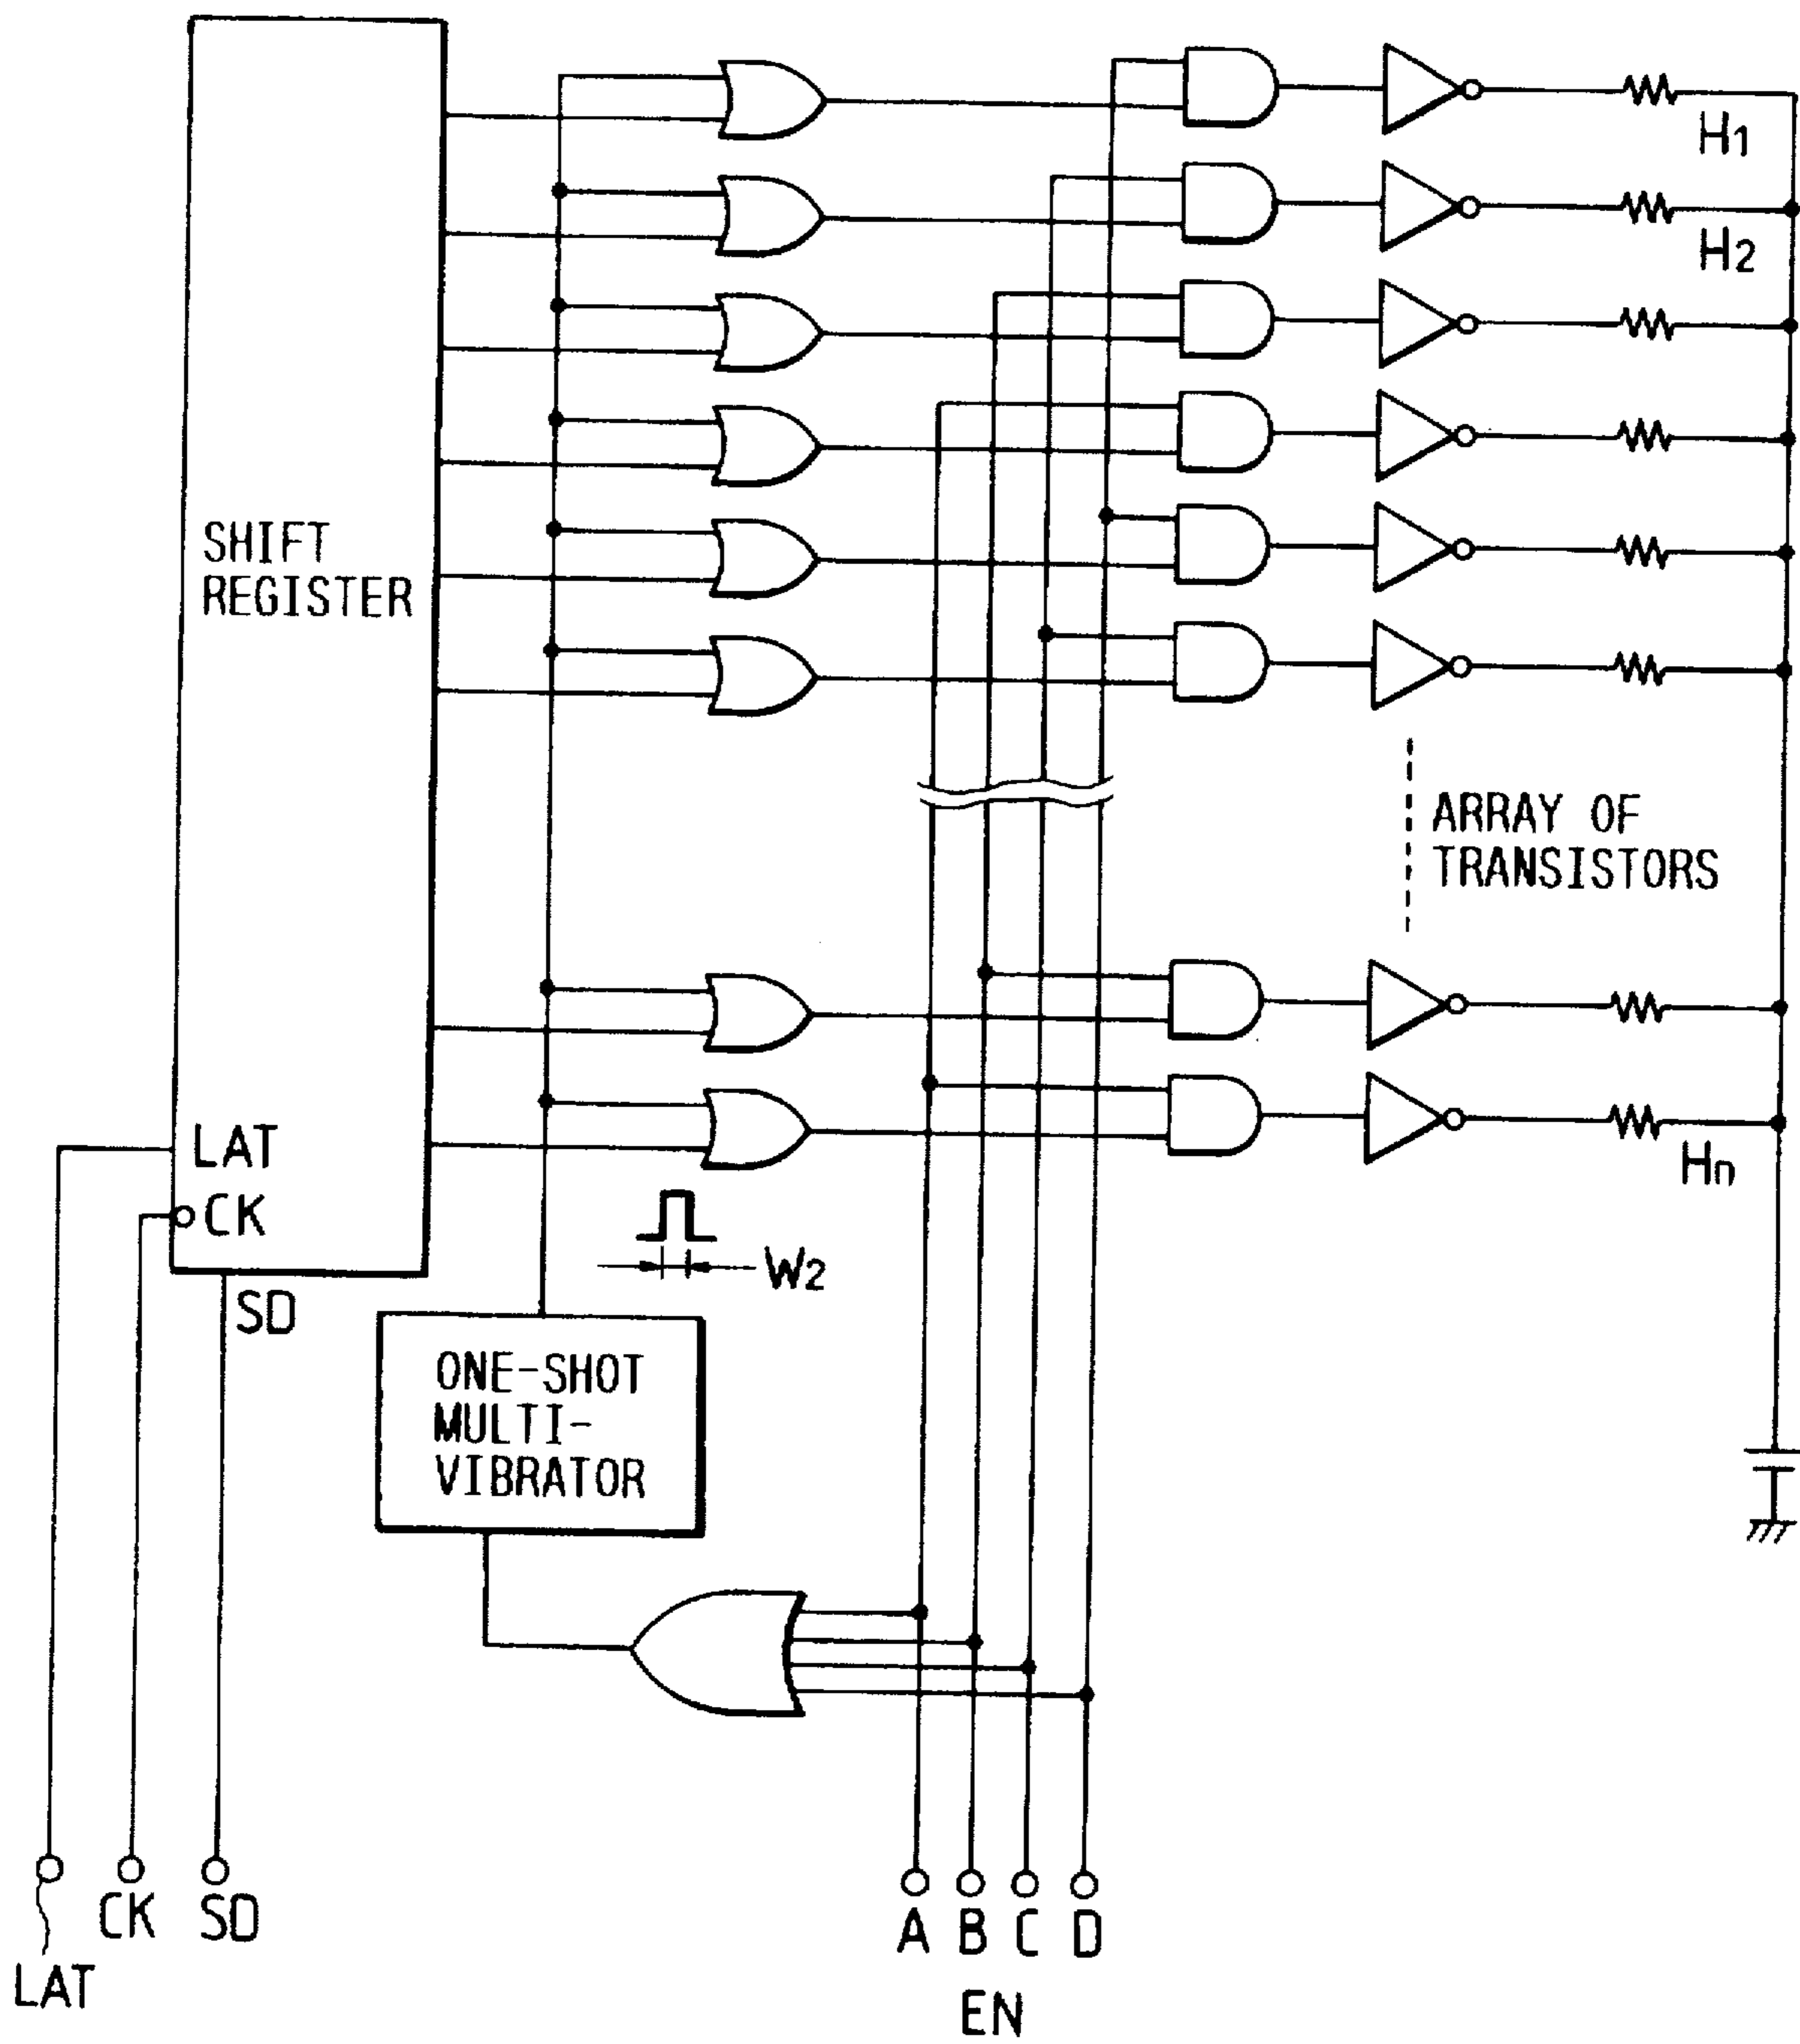 H1
H2
SHIFT
REGISTER
ARRAY OF
TRANSISTORS
LAT
Hn
CK
W2
SD
ONE-SHOT
MULTI-
VIBRATOR
CK SD
A B C D
LAT
EN